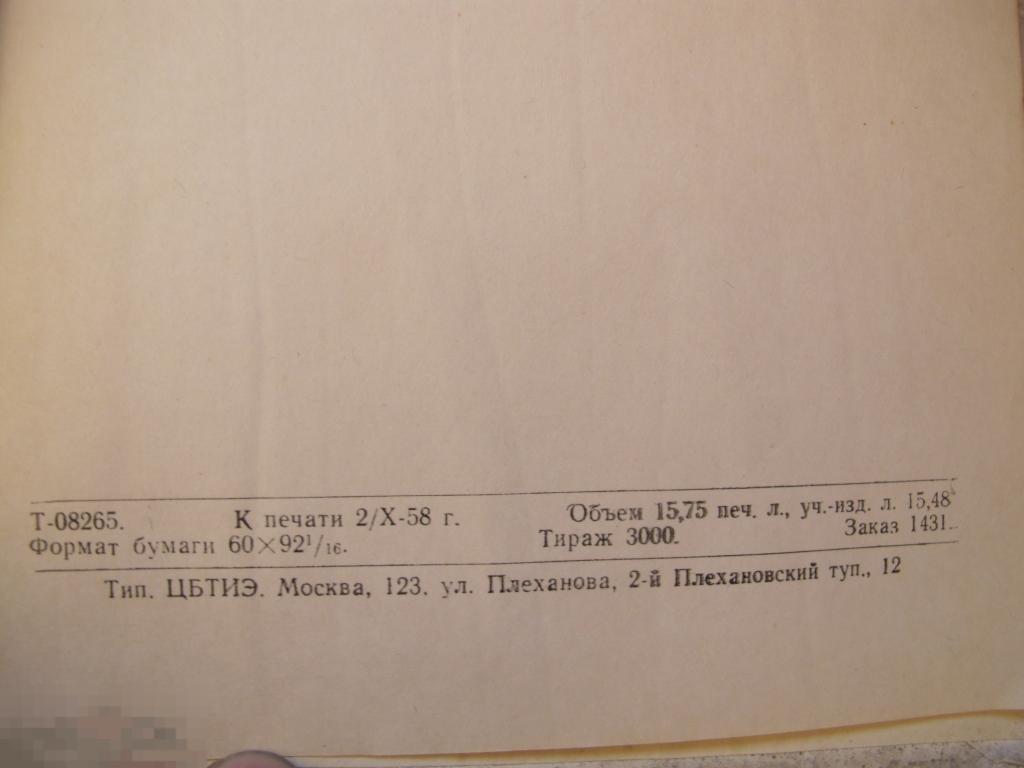 Т-08265. К печати 2/X-58 г. Объем 15,75 печ. л., уч.-изд. л. 15,48
Формат бумаги 60×92¹/₁₆. Тираж 3000. Заказ 1431.
Тип. ЦБТИЭ. Москва, 123. ул. Плеханова, 2-й Плехановский туп., 12